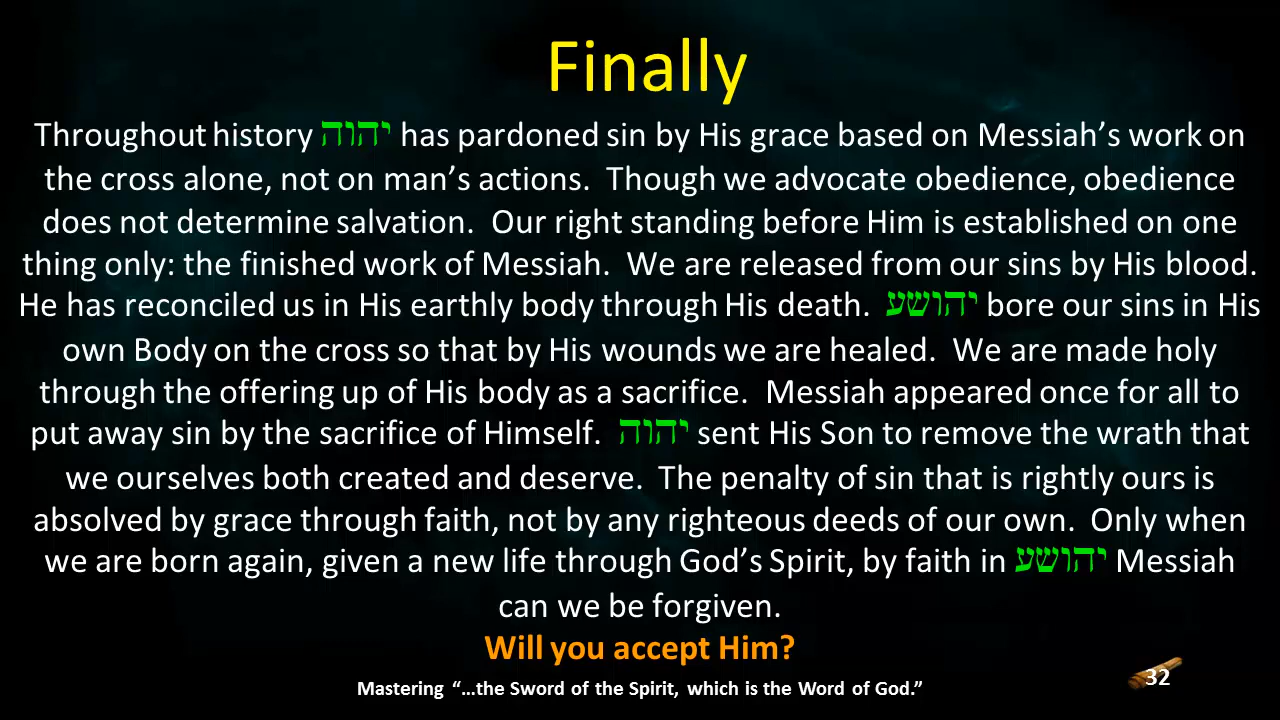 Finally
Throughout history יהוה has pardoned sin by His grace based on Messiah’s work on
the cross alone, not on man’s actions.  Though we advocate obedience, obedience
does not determine salvation.  Our right standing before Him is established on one
thing only: the finished work of Messiah.  We are released from our sins by His blood.
He has reconciled us in His earthly body through His death.  יהושע bore our sins in His
own Body on the cross so that by His wounds we are healed.  We are made holy
through the offering up of His body as a sacrifice.  Messiah appeared once for all to
put away sin by the sacrifice of Himself.  יהוה sent His Son to remove the wrath that
we ourselves both created and deserve.  The penalty of sin that is rightly ours is
absolved by grace through faith, not by any righteous deeds of our own.  Only when
we are born again, given a new life through God’s Spirit, by faith in יהושע Messiah
can we be forgiven.
Will you accept Him?
Mastering “…the Sword of the Spirit, which is the Word of God.”
32